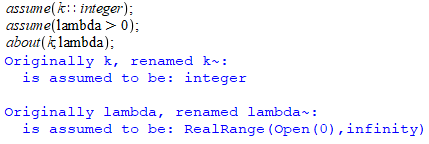 assume(k::integer);
assume(lambda > 0);
about(k,lambda);
Originally k, renamed k~:
is assumed to be: integer
Originally lambda, renamed lambda~:
is assumed to be: RealRange(Open(0),infinity)